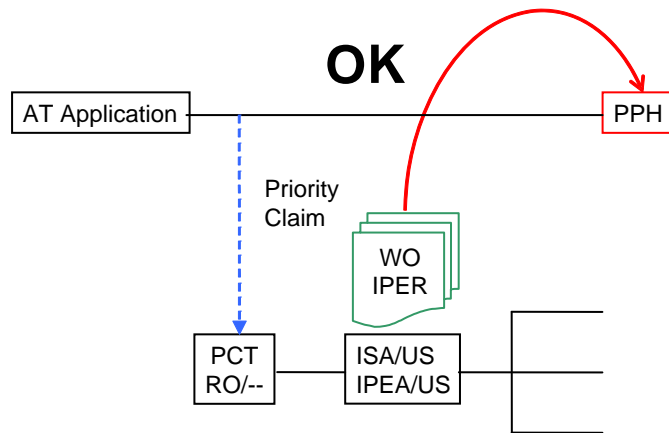 OK
AT Application
PPH
Priority
Claim
WO
IPER
PCT
RO/--
ISA/US
IPEA/US